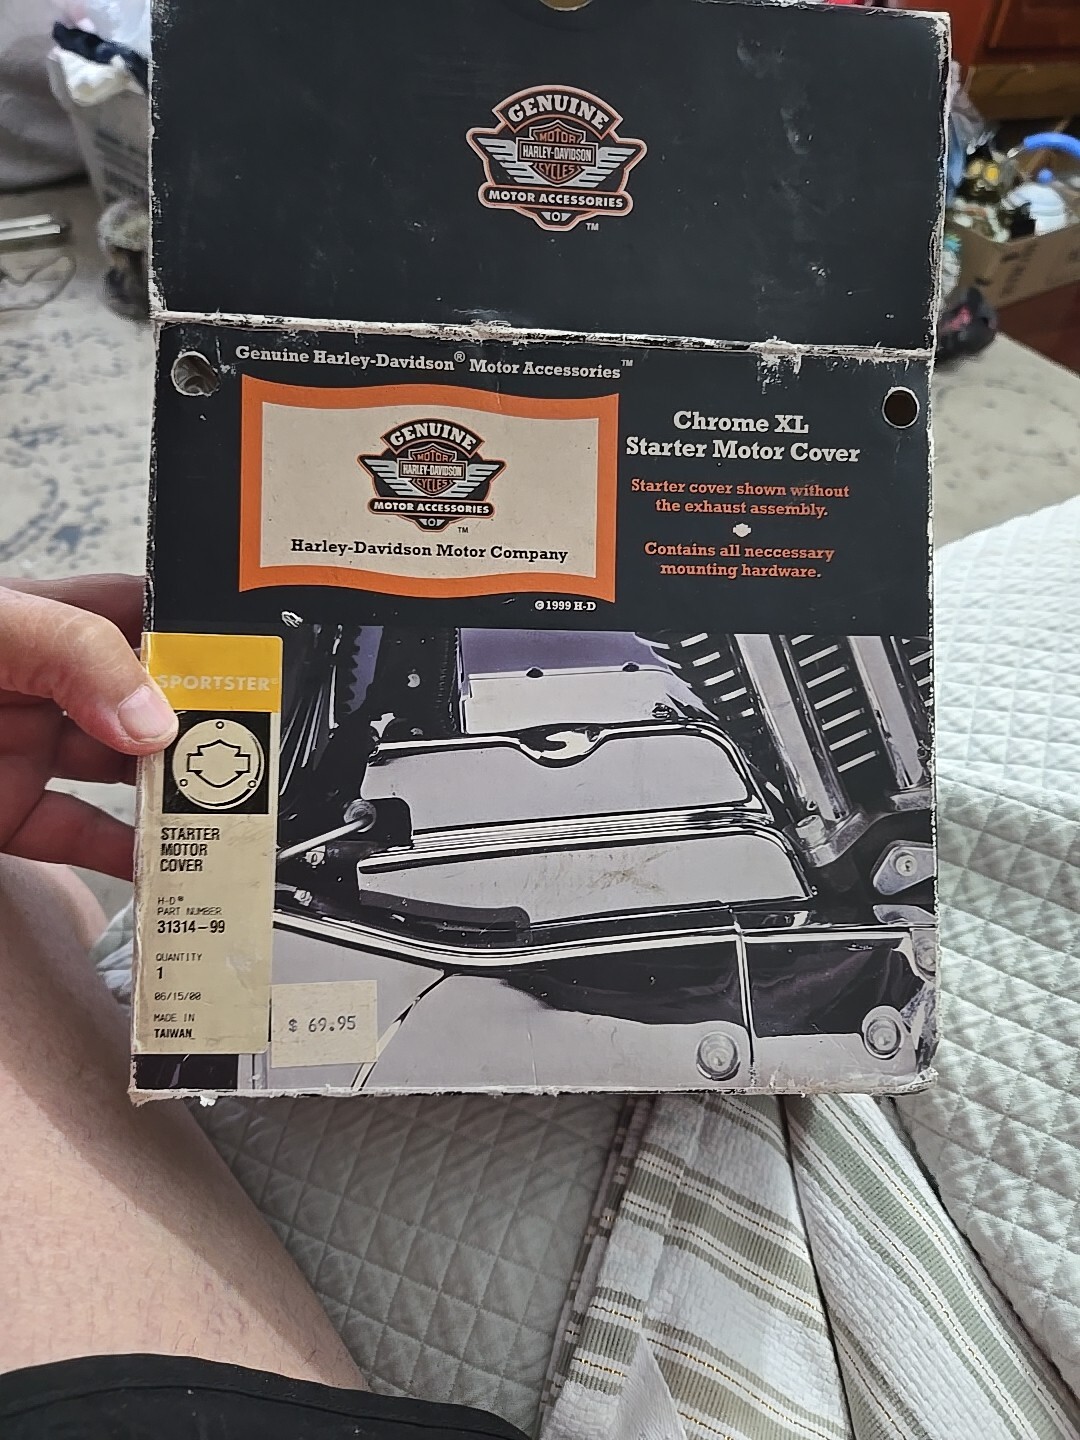 GENUINE
MOTOR
HARLEY-DAVIDSON
CYCLES
MOTOR ACCESSORIES
TM
Genuine Harley-Davidson® Motor Accessories™
GENUINE
MOTOR
HARLEY-DAVIDSON
CYCLES
MOTOR ACCESSORIES
TM
Harley-Davidson Motor Company
©1999 H-D
Chrome XL
Starter Motor Cover
Starter cover shown without
the exhaust assembly.
Contains all neccessary
mounting hardware.
SPORTSTER©
STARTER
MOTOR
COVER
H-D®
PART NUMBER
31314-99
QUANTITY
1
06/15/00
MADE IN
TAIWAN
$ 69.95